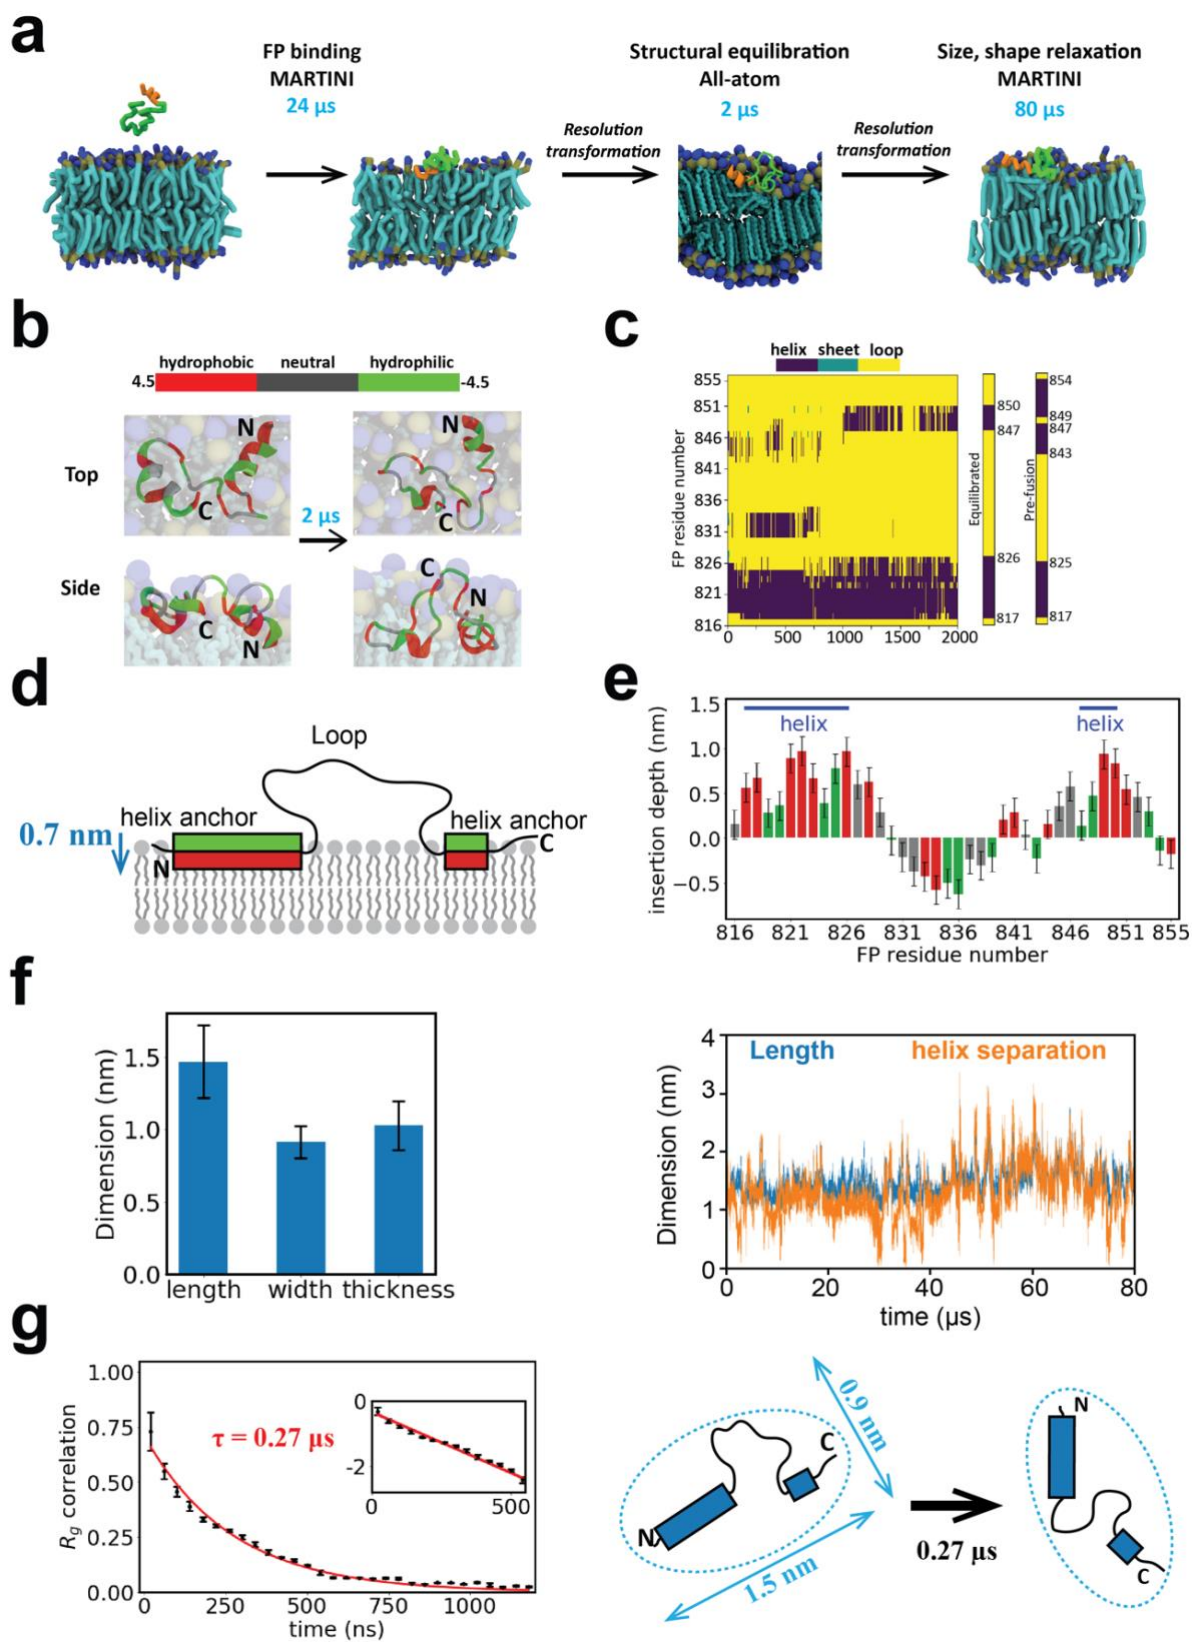 a
FP binding
MARTINI
24 µs
Resolution
transformation
Structural equilibration
All-atom
2 µs
Resolution
transformation
Size, shape relaxation
MARTINI
80 µs
b
hydrophobic neutral hydrophilic
4.5 -4.5
Top
N
C
2 µs
N
C
Side
C
N
C
N
c
helix sheet loop
FP residue number
855
851
846
841
836
831
826
821
816
0 500 1000 1500 2000
Equilibrated
850
847
826
817
Pre-fusion
854
849
847
843
825
817
d
Loop
helix anchor
helix anchor
0.7 nm
N
C
e
insertion depth (nm)
1.5
1.0
0.5
0.0
−0.5
helix
helix
816 821 826 831 836 841 846 851 855
FP residue number
f
Dimension (nm)
1.5
1.0
0.5
0.0
length width thickness
Dimension (nm)
4
3
2
1
0
Length helix separation
0 20 40 60 80
time (µs)
g
Rg correlation
1.00
0.75
0.50
0.25
0.00
τ = 0.27 µs
0
-2
0 500
0 250 500 750 1000
time (ns)
N
C
0.9 nm
1.5 nm
0.27 µs
N
C